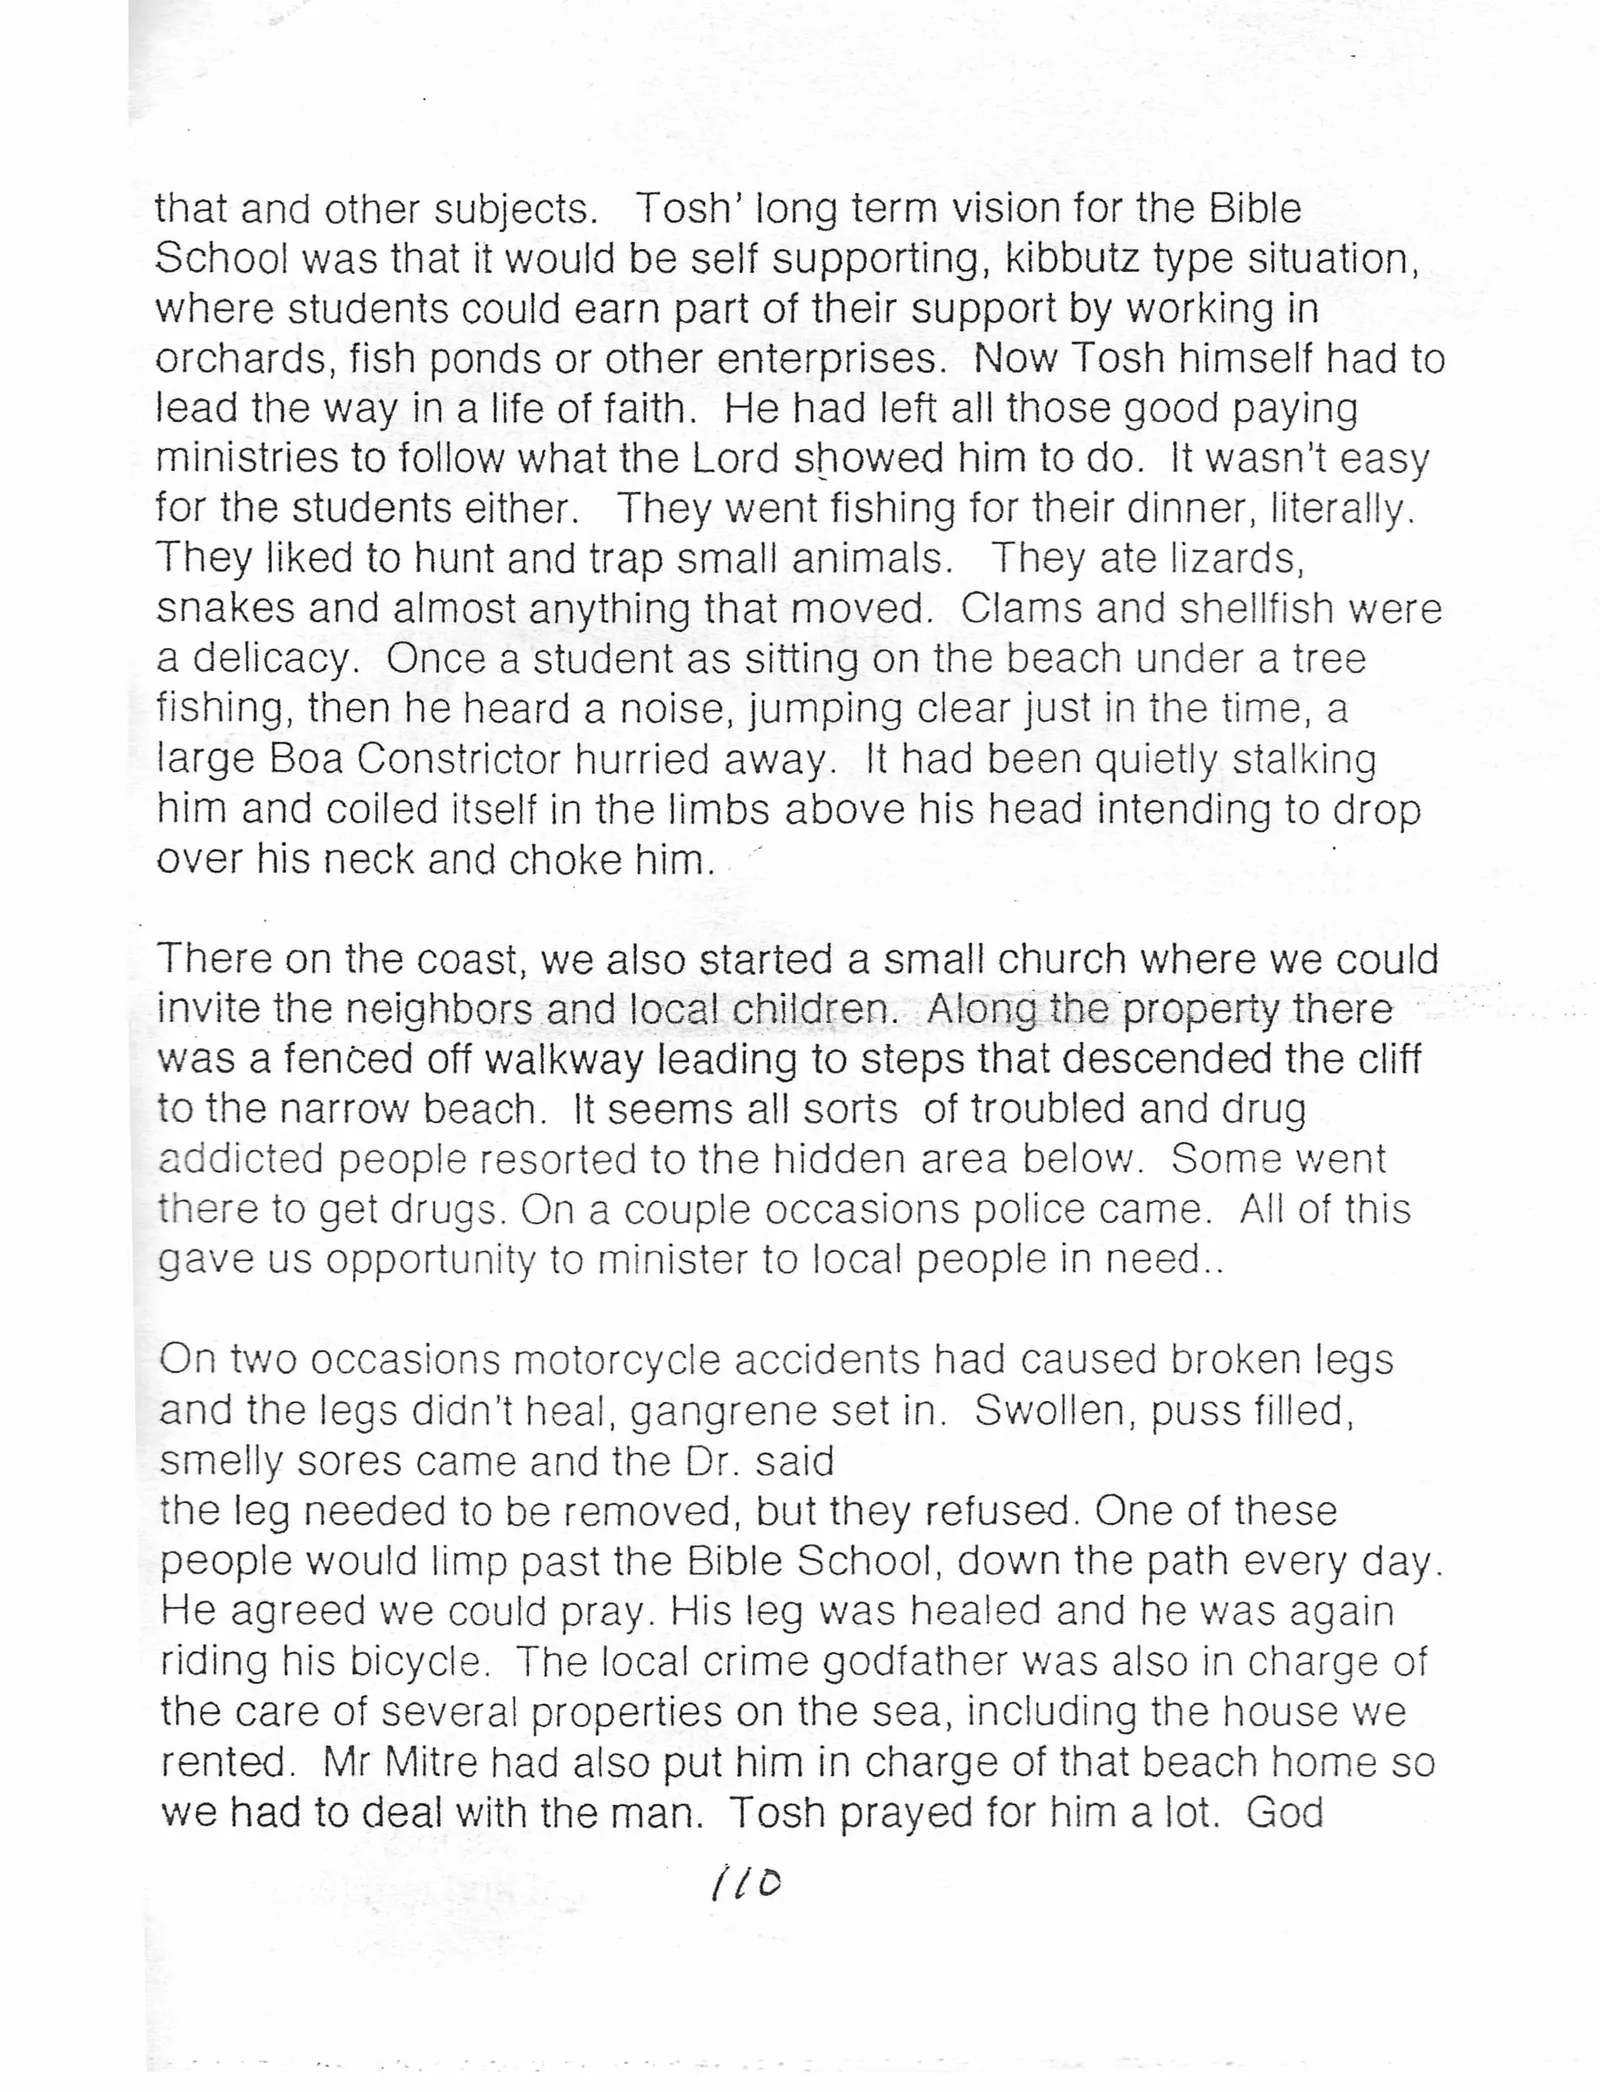 that and other subjects. Tosh' long term vision for the Bible
School was that it would be self supporting, kibbutz type situation,
where students could earn part of their support by working in
orchards, fish ponds or other enterprises. Now Tosh himself had to
lead the way in a life of faith. He had left all those good paying
ministries to follow what the Lord showed him to do. It wasn't easy
for the students either. They went fishing for their dinner, literally.
They liked to hunt and trap small animals. They ate lizards,
snakes and almost anything that moved. Clams and shellfish were
a delicacy. Once a student as sitting on the beach under a tree
fishing, then he heard a noise, jumping clear just in the time, a
large Boa Constrictor hurried away. It had been quietly stalking
him and coiled itself in the limbs above his head intending to drop
over his neck and choke him.

There on the coast, we also started a small church where we could
invite the neighbors and local children. Along the property there
was a fenced off walkway leading to steps that descended the cliff
to the narrow beach. It seems all sorts of troubled and drug
addicted people resorted to the hidden area below. Some went
there to get drugs. On a couple occasions police came. All of this
gave us opportunity to minister to local people in need..

On two occasions motorcycle accidents had caused broken legs
and the legs didn't heal, gangrene set in. Swollen, puss filled,
smelly sores came and the Dr. said
the leg needed to be removed, but they refused. One of these
people would limp past the Bible School, down the path every day.
He agreed we could pray. His leg was healed and he was again
riding his bicycle. The local crime godfather was also in charge of
the care of several properties on the sea, including the house we
rented. Mr Mitre had also put him in charge of that beach home so
we had to deal with the man. Tosh prayed for him a lot. God
110